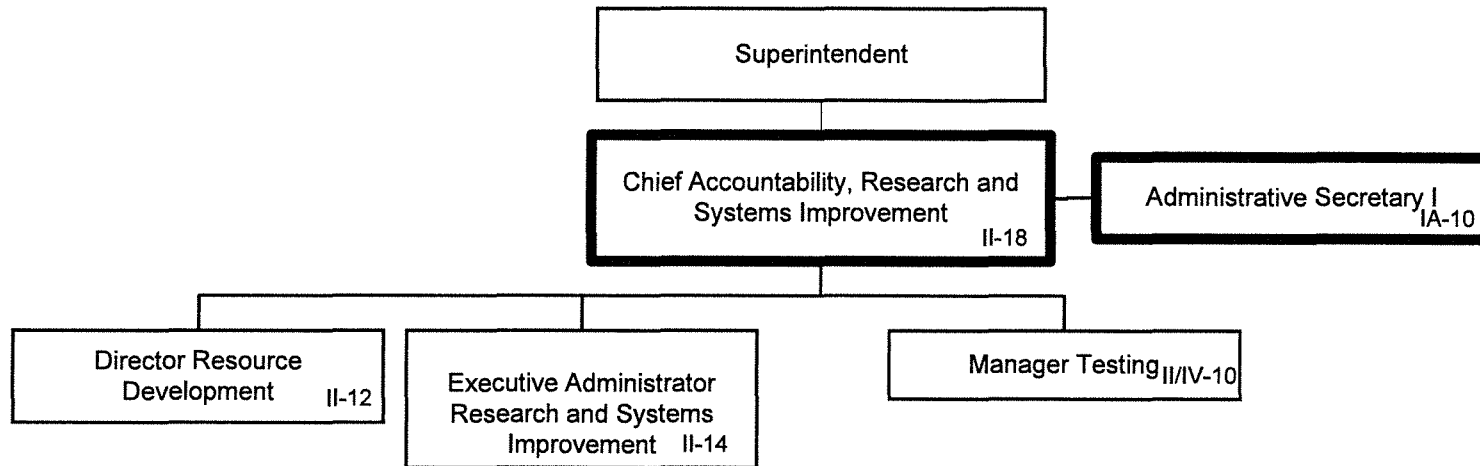 Superintendent
Chief Accountability, Research and
Systems Improvement
II-18
Administrative Secretary I
IA-10
Director Resource
Development
II-12
Executive Administrator
Research and Systems
Improvement II-14
Manager Testing II/IV-10